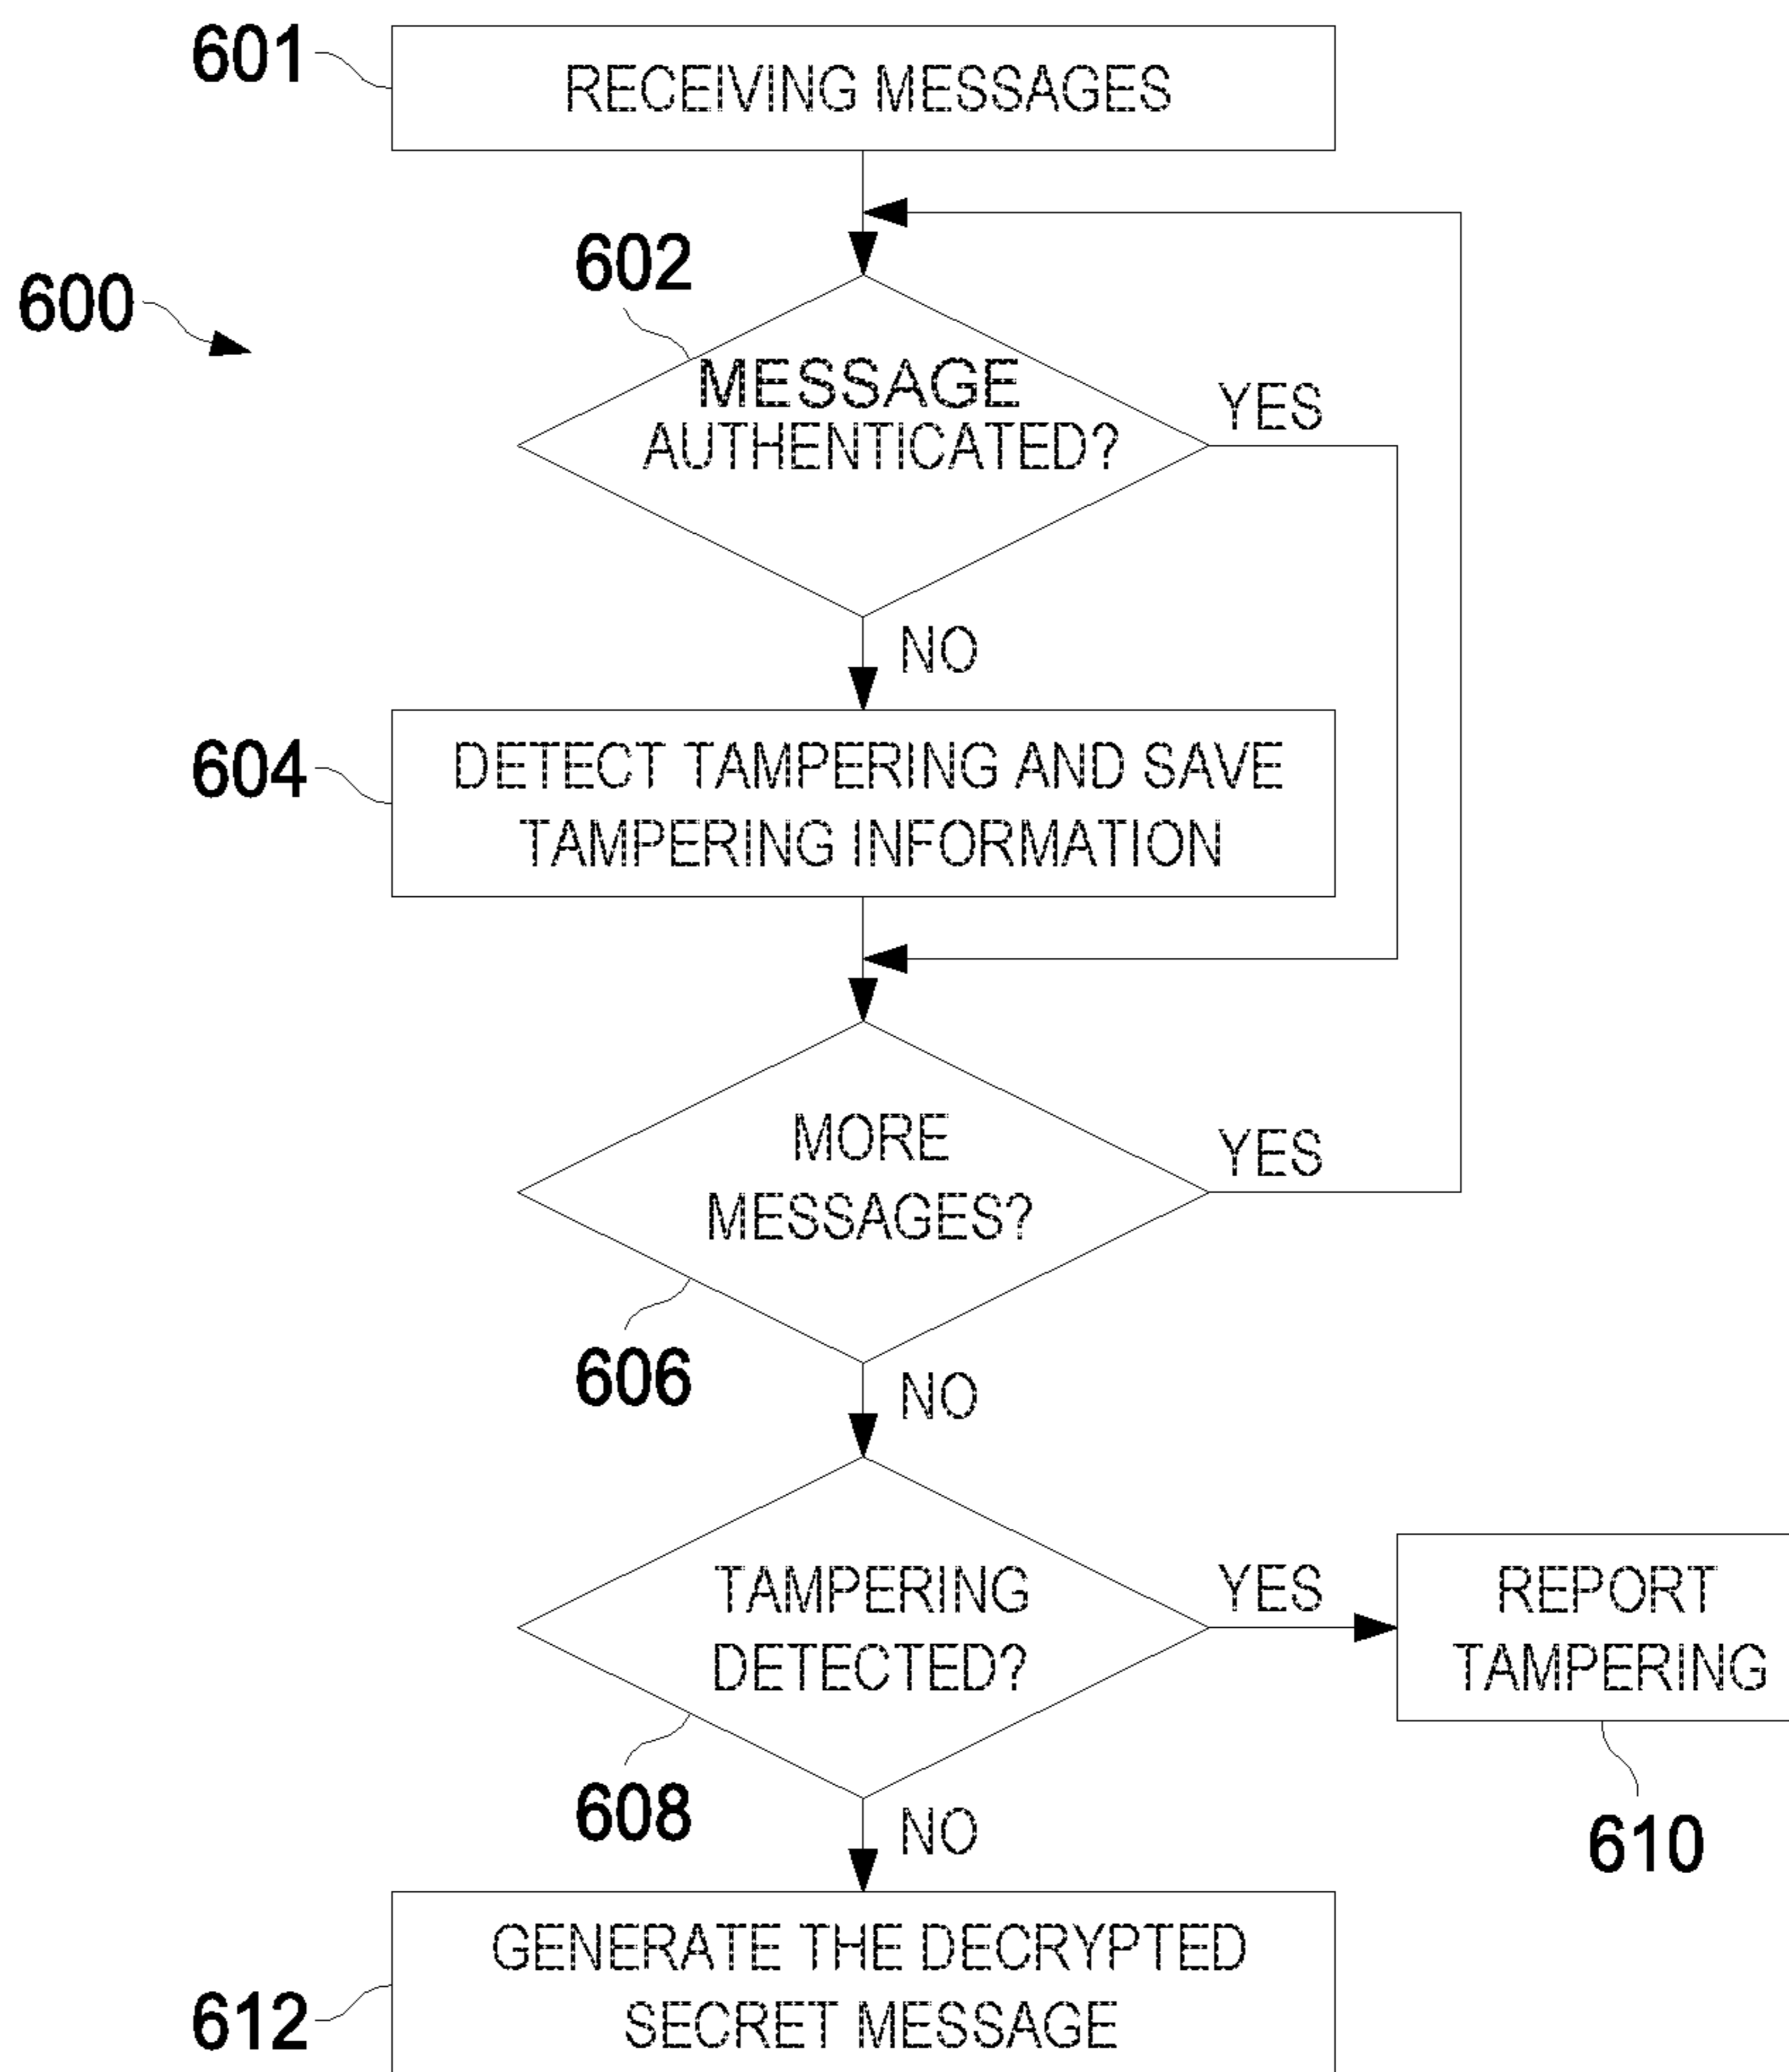 601
RECEIVING MESSAGES
600
602
MESSAGE
AUTHENTICATED?
YES
NO
604
DETECT TAMPERING AND SAVE
TAMPERING INFORMATION
MORE
MESSAGES?
YES
606
NO
TAMPERING
DETECTED?
YES
REPORT
TAMPERING
608
610
NO
612
GENERATE THE DECRYPTED
SECRET MESSAGE